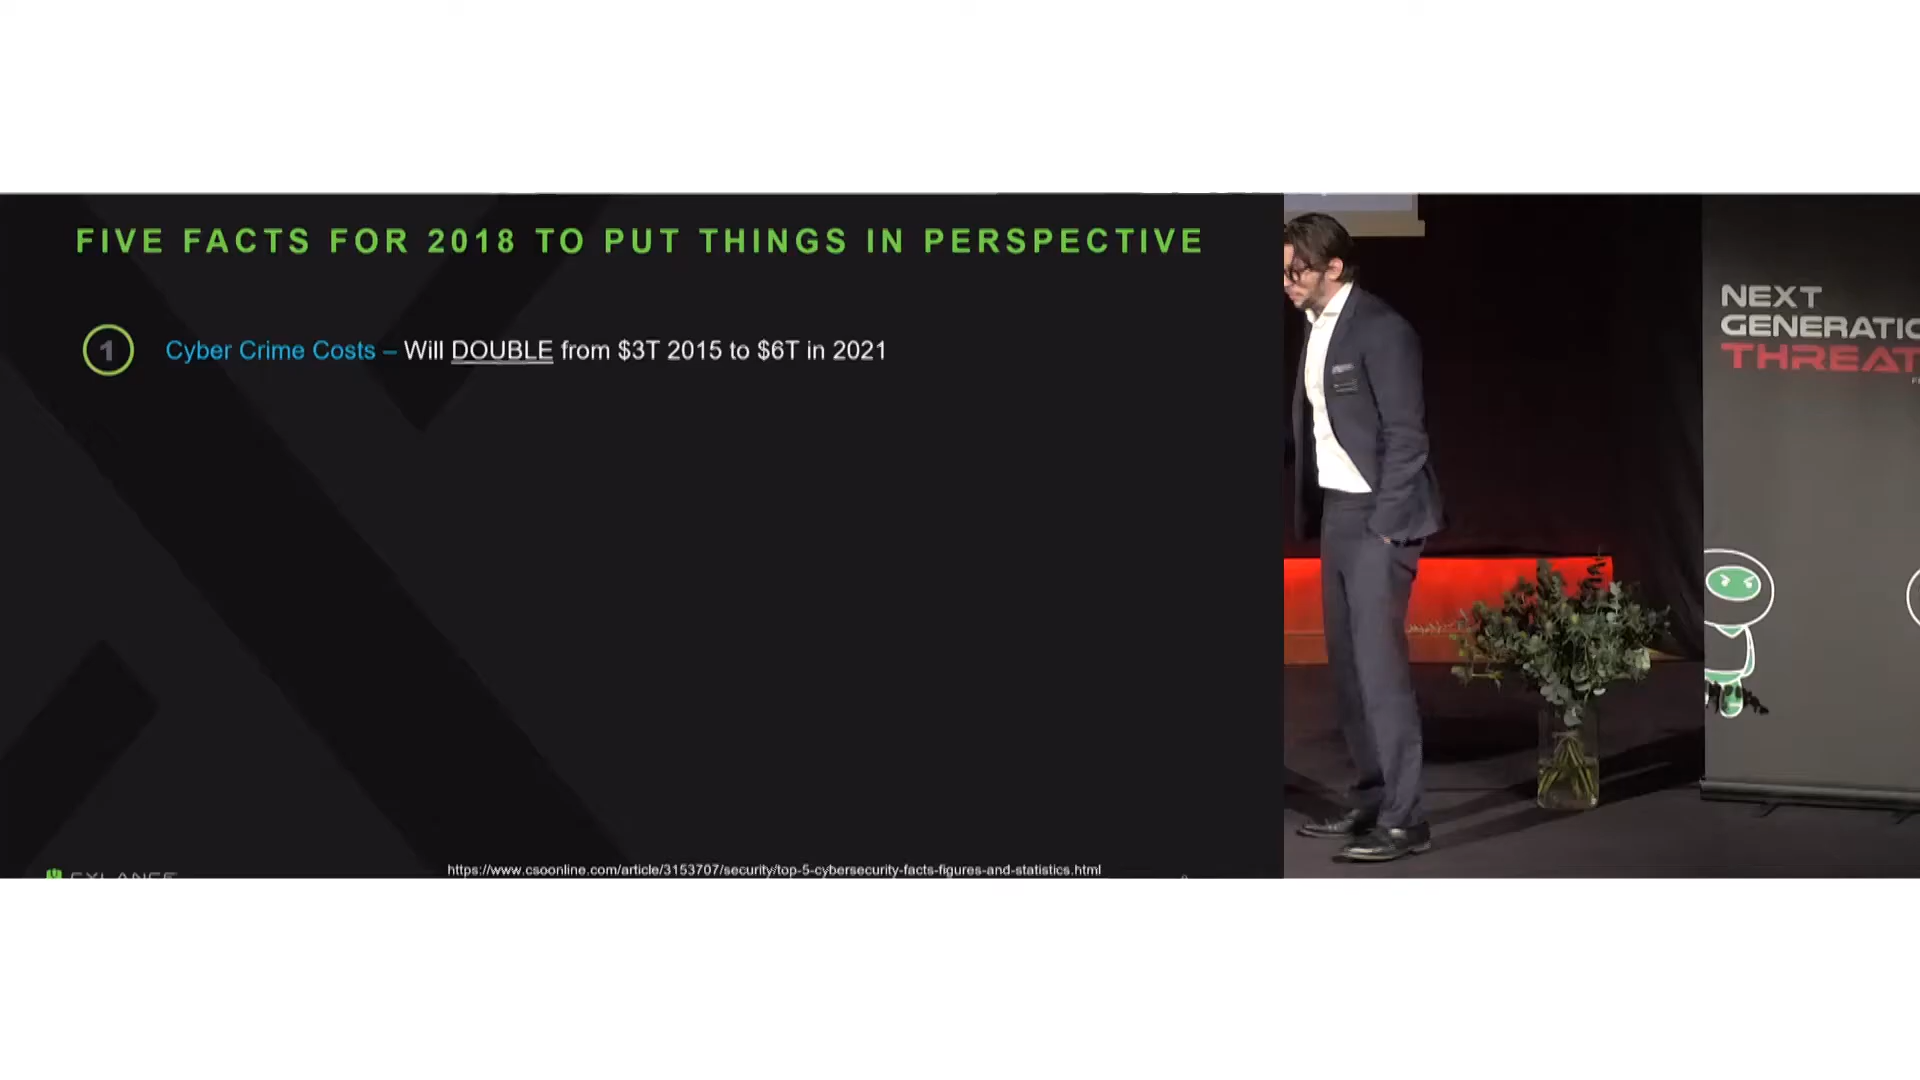 FIVE FACTS FOR 2018 TO PUT THINGS IN PERSPECTIVE
1 Cyber Crime Costs – Will DOUBLE from $3T 2015 to $6T in 2021
https://www.csoonline.com/article/3153707/security/top-5-cybersecurity-facts-figures-and-statistics.html
CYLANCE
NEXT
GENERATIO
THREAT